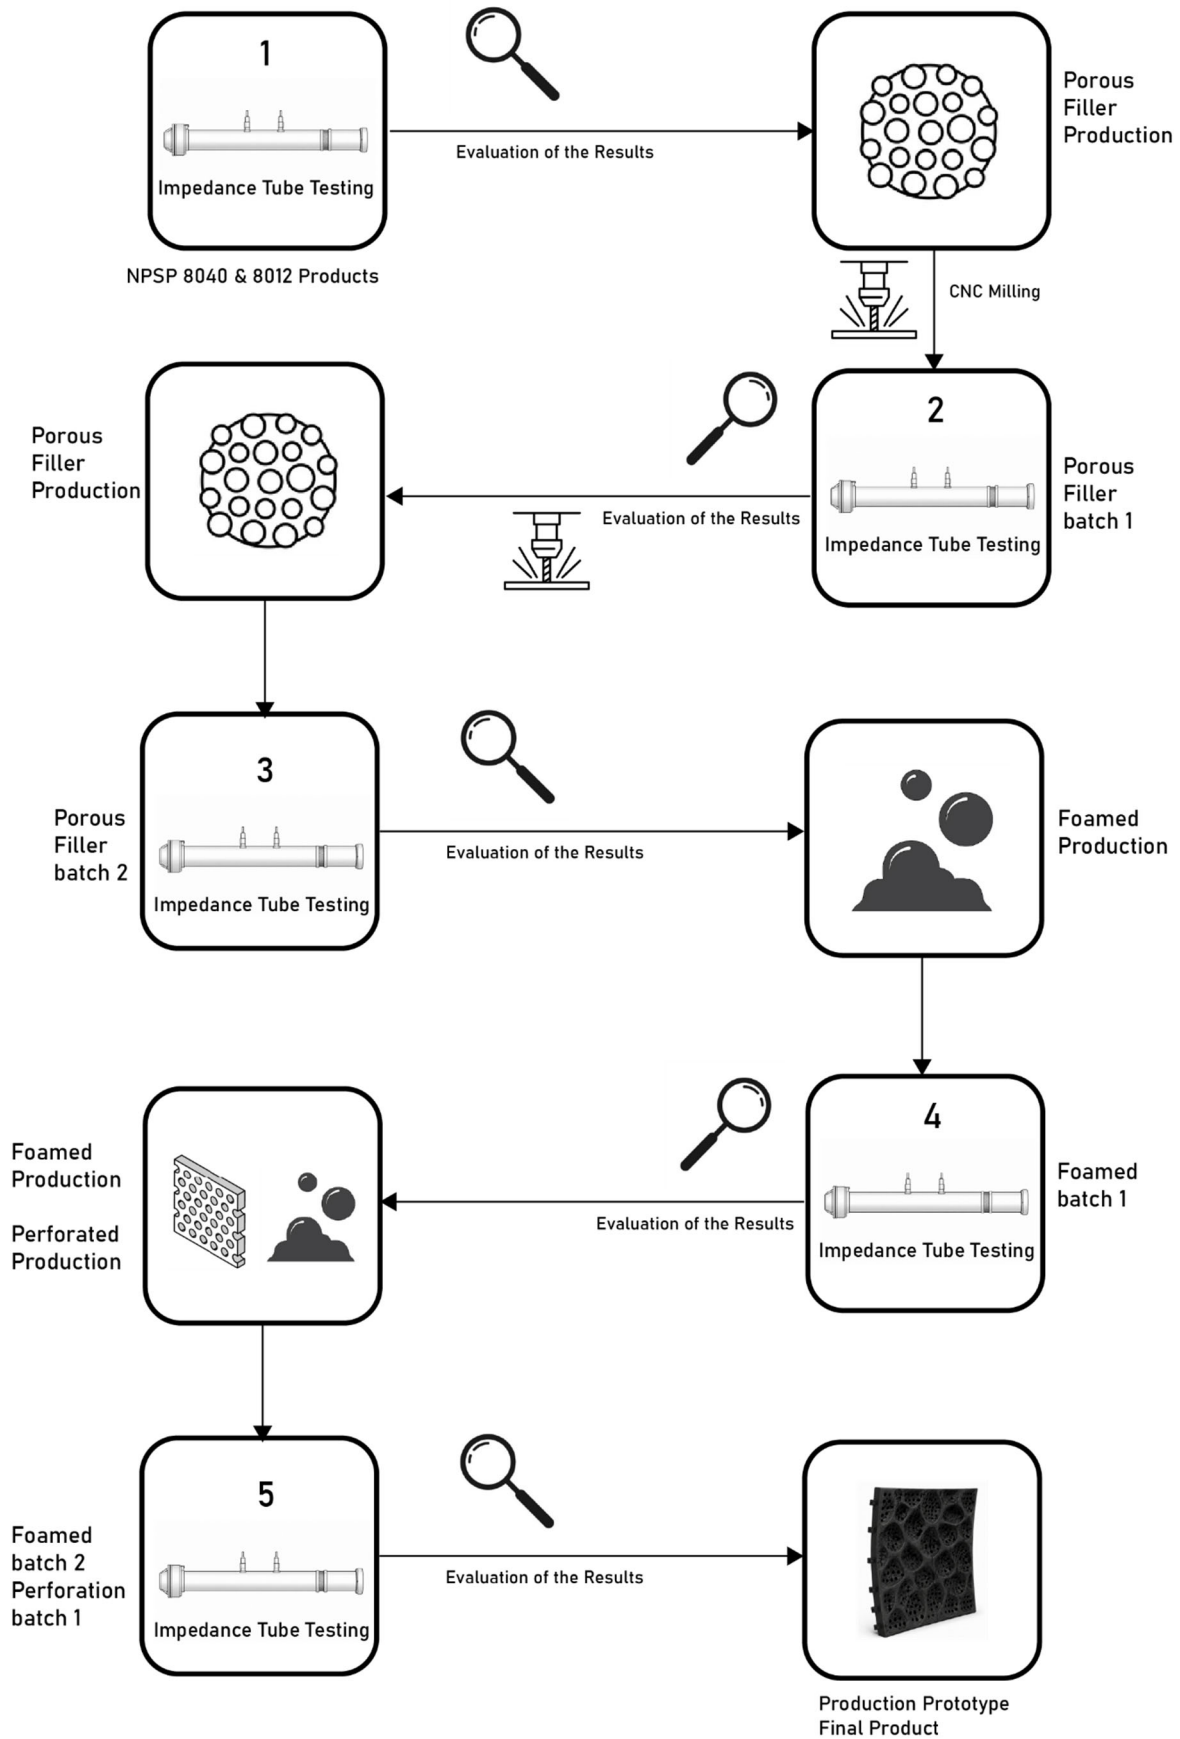 1
Impedance Tube Testing
NPSP 8040 & 8012 Products
Evaluation of the Results
Porous
Filler
Production
CNC Milling
2
Impedance Tube Testing
Porous
Filler
batch 1
Evaluation of the Results
Porous
Filler
Production
3
Impedance Tube Testing
Porous
Filler
batch 2
Evaluation of the Results
Foamed
Production
4
Impedance Tube Testing
Foamed
batch 1
Evaluation of the Results
Foamed
Production
Perforated
Production
5
Impedance Tube Testing
Foamed
batch 2
Perforation
batch 1
Evaluation of the Results
Production Prototype
Final Product